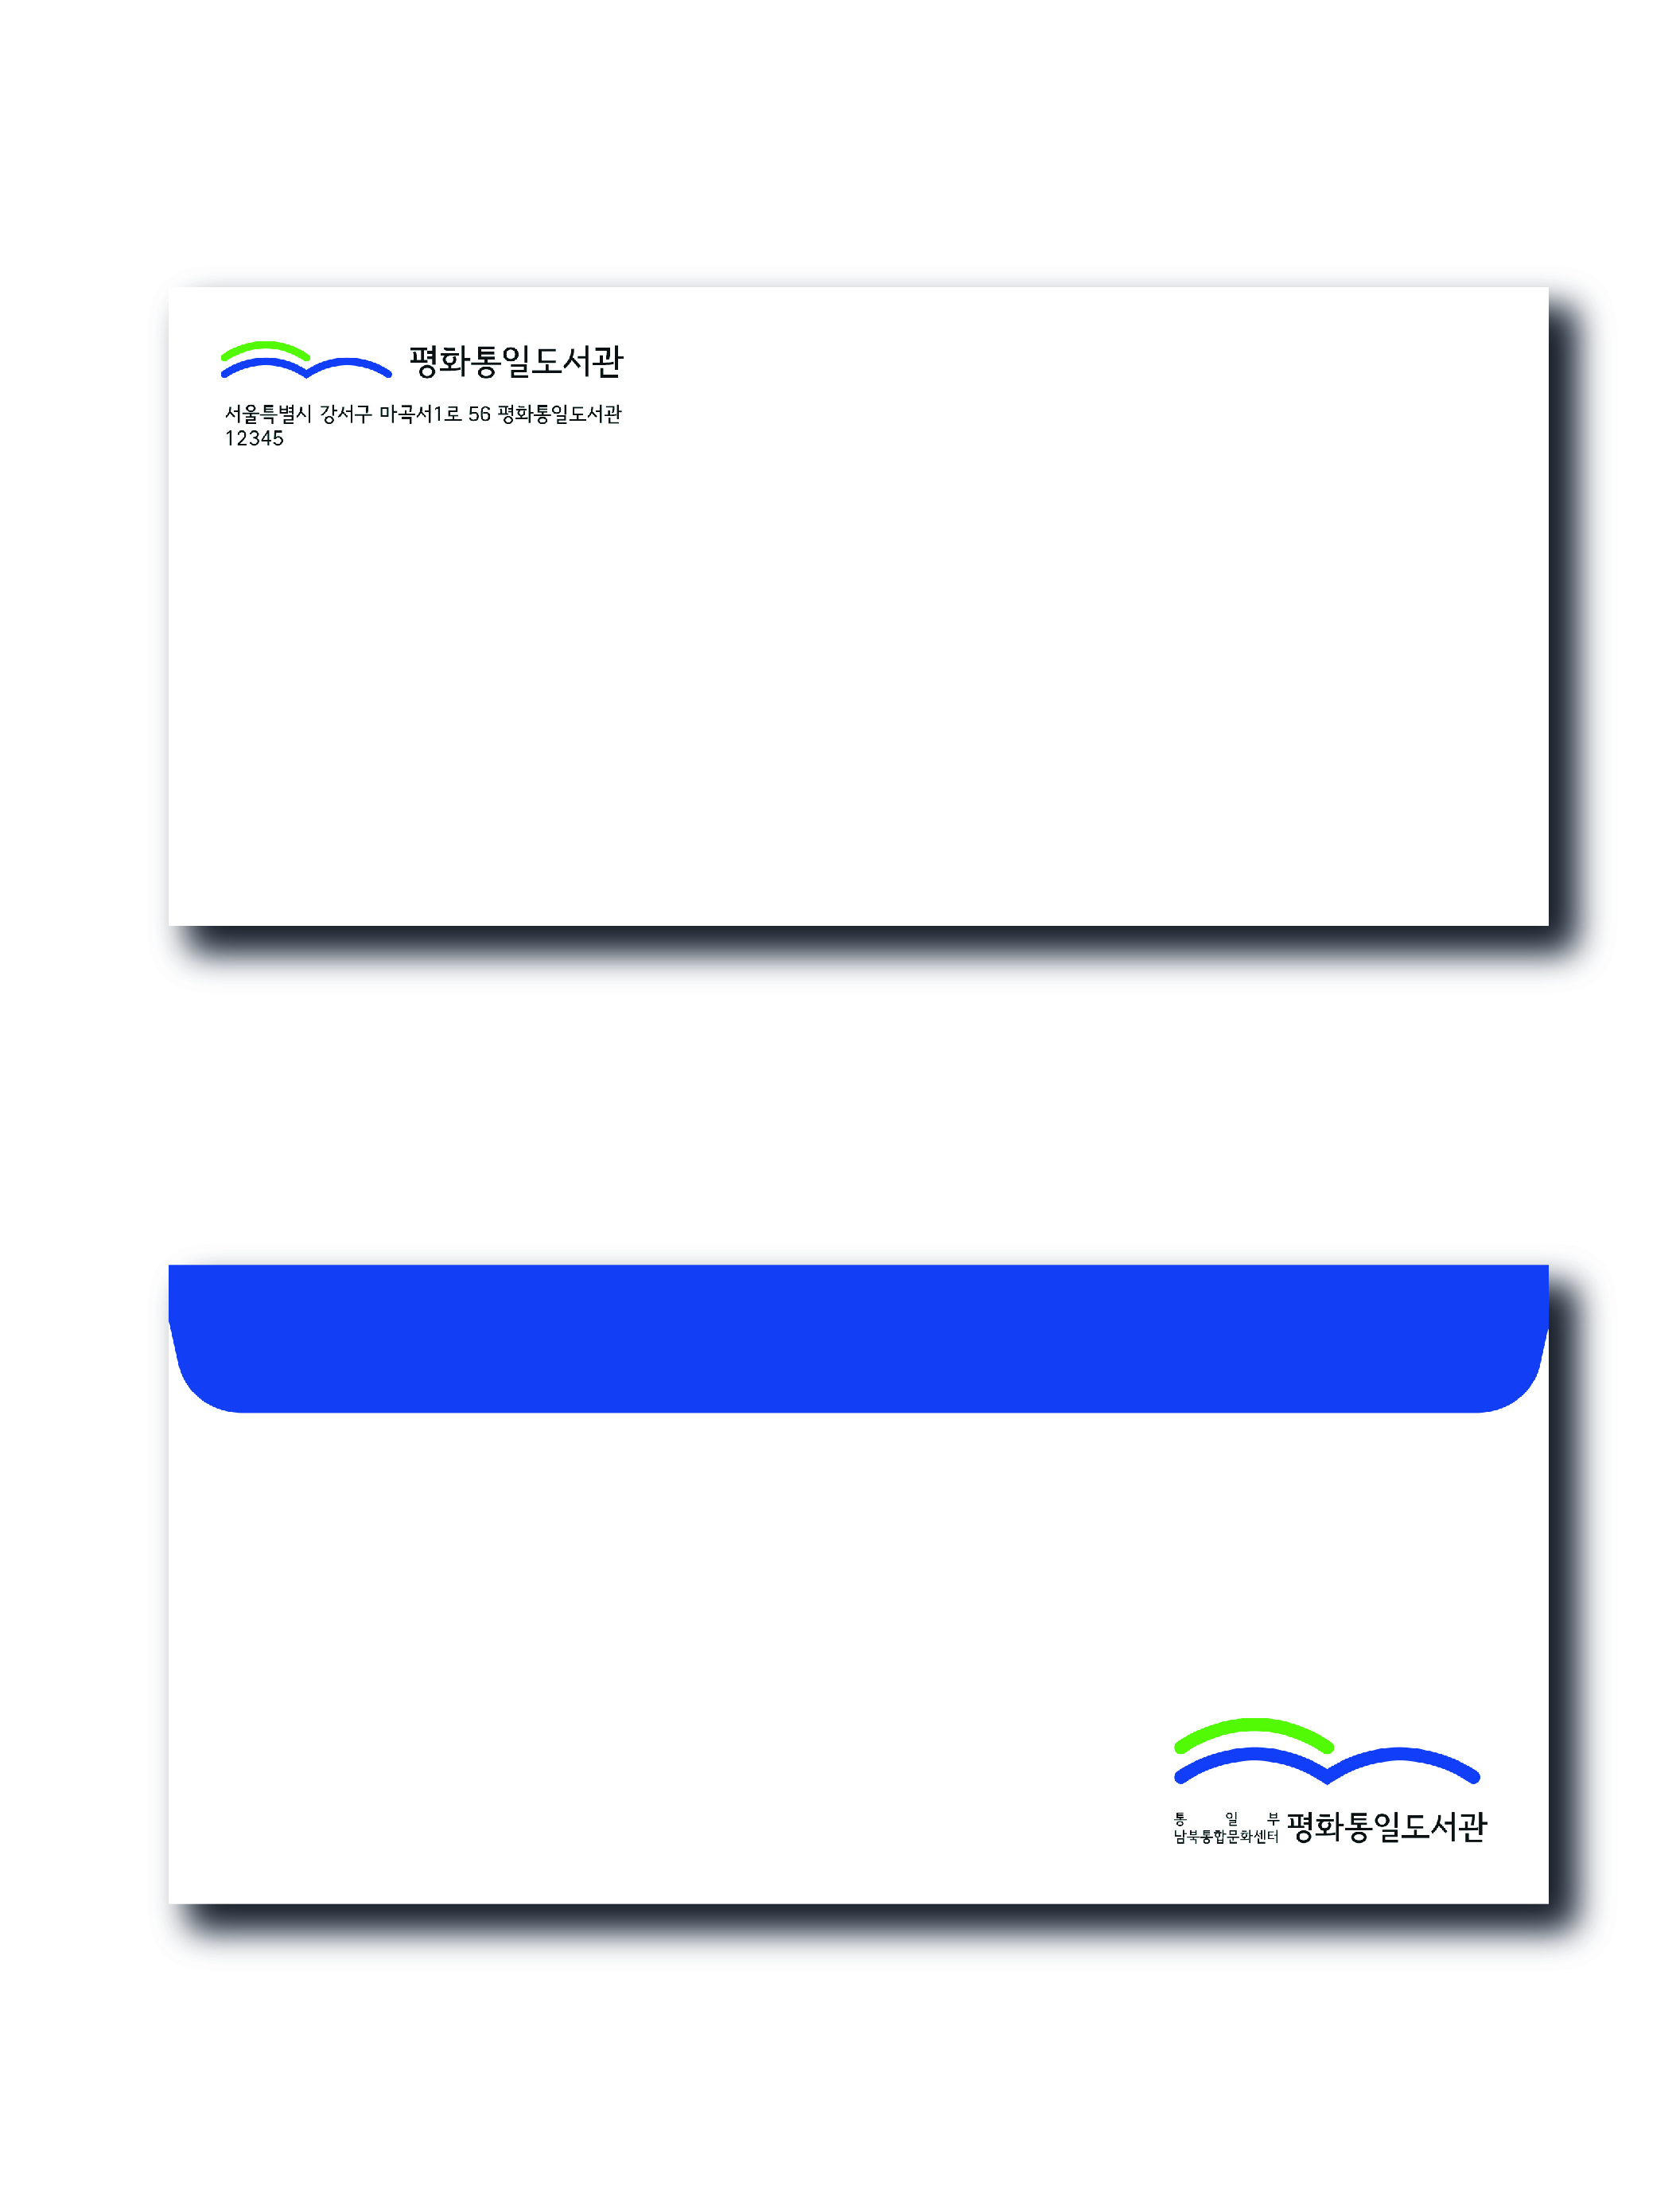 평화통일도서관
서울특별시 강서구 마곡서1로 56 평화통일도서관
12345
통 일 부
남북통합문화센터 평화통일도서관